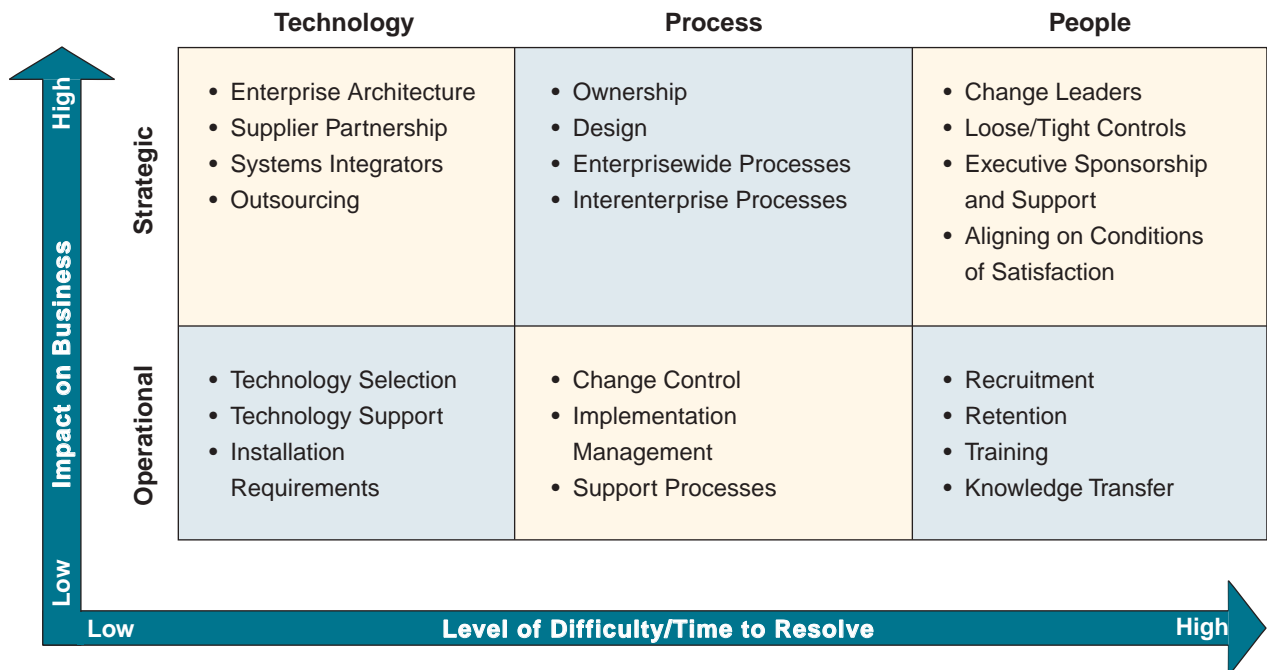 Technology
Process
People
High
Impact on Business
Low
Strategic
• Enterprise Architecture
• Supplier Partnership
• Systems Integrators
• Outsourcing
• Ownership
• Design
• Enterprisewide Processes
• Interenterprise Processes
• Change Leaders
• Loose/Tight Controls
• Executive Sponsorship
and Support
• Aligning on Conditions
of Satisfaction
Operational
• Technology Selection
• Technology Support
• Installation
Requirements
• Change Control
• Implementation
Management
• Support Processes
• Recruitment
• Retention
• Training
• Knowledge Transfer
Low
Level of Difficulty/Time to Resolve
High